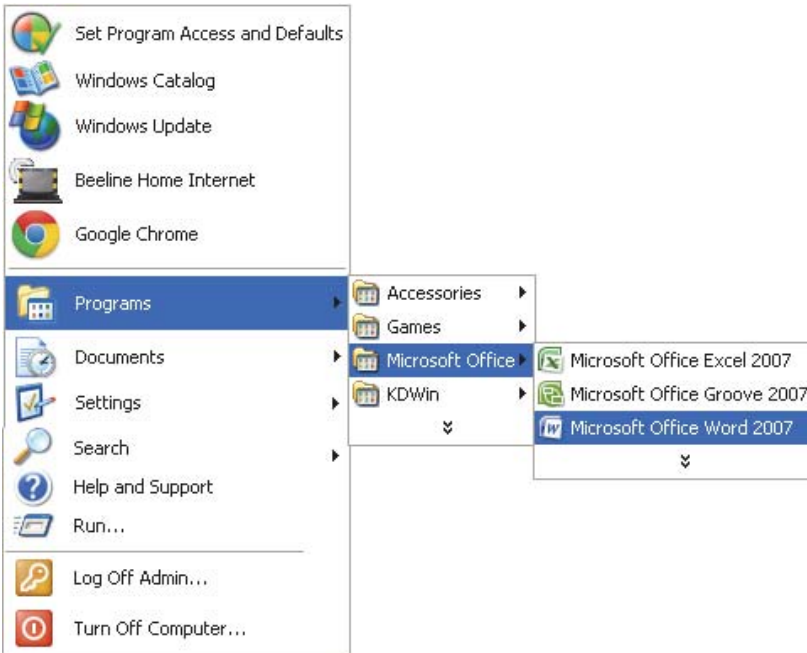 Set Program Access and Defaults
Windows Catalog
Windows Update
Beeline Home Internet
Google Chrome
Programs
Documents
Settings
Search
Help and Support
Run...
Log Off Admin...
Turn Off Computer...
Accessories
Games
Microsoft Office
KDWin
Microsoft Office Excel 2007
Microsoft Office Groove 2007
Microsoft Office Word 2007